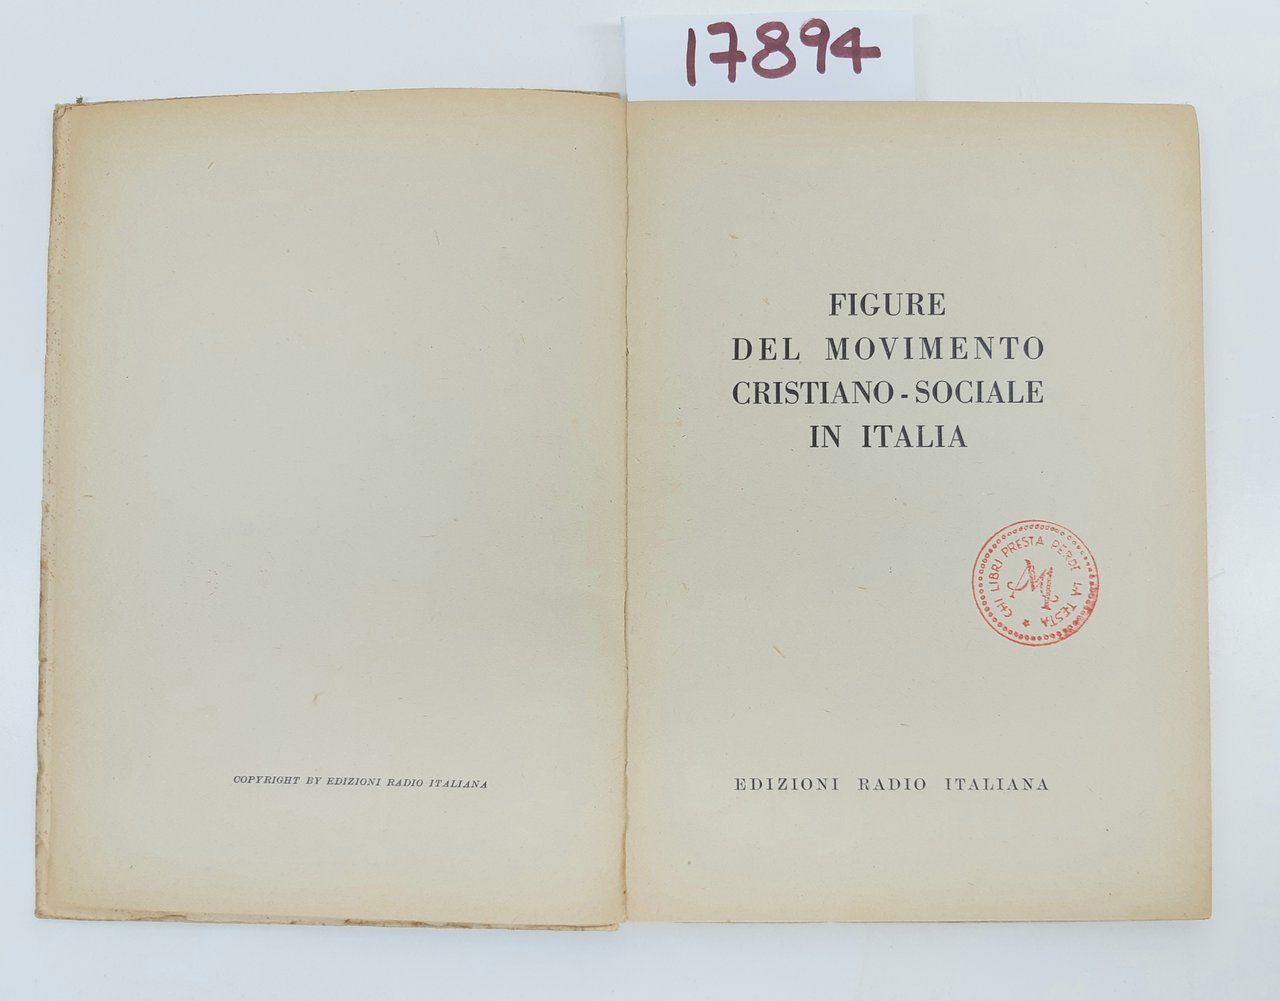 17894
COPYRIGHT BY EDIZIONI RADIO ITALIANA
FIGURE
DEL MOVIMENTO
CRISTIANO - SOCIALE
IN ITALIA
CHI LIBRI PRESTA PERDE LA TESTA
EDIZIONI RADIO ITALIANA